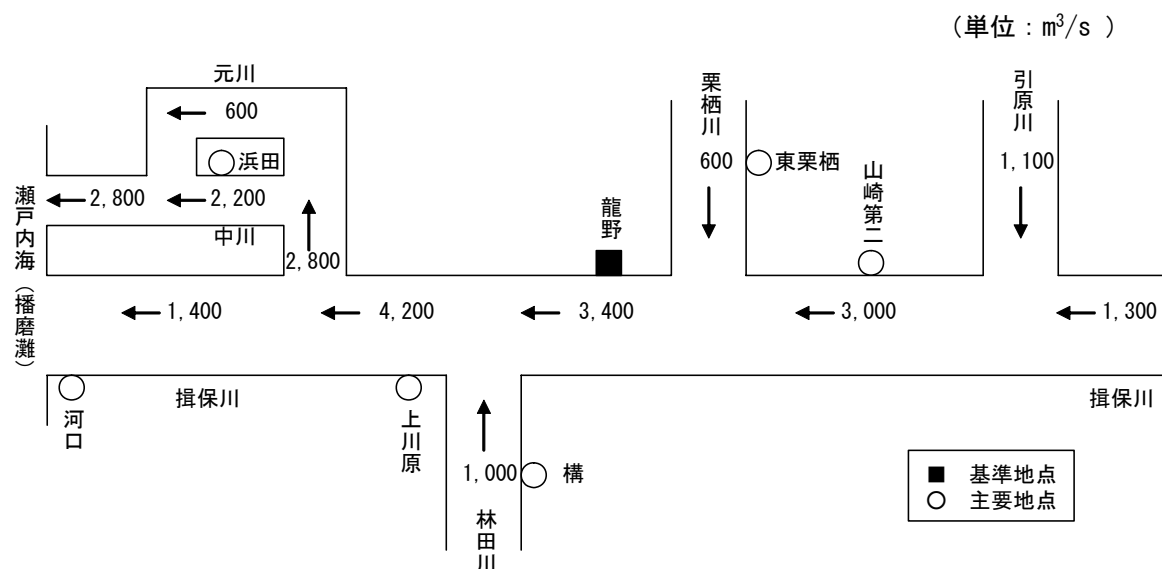 （単位：m³/s ）
元川
600
浜田
2,800
2,200
中川
2,800
瀬戸内海（播磨灘）
栗栖川
600
東栗栖
引原川
1,100
山崎第二
龍野
1,400
4,200
3,400
3,000
1,300
揖保川
揖保川
河口
上川原
1,000
構
林田川
基準地点
主要地点